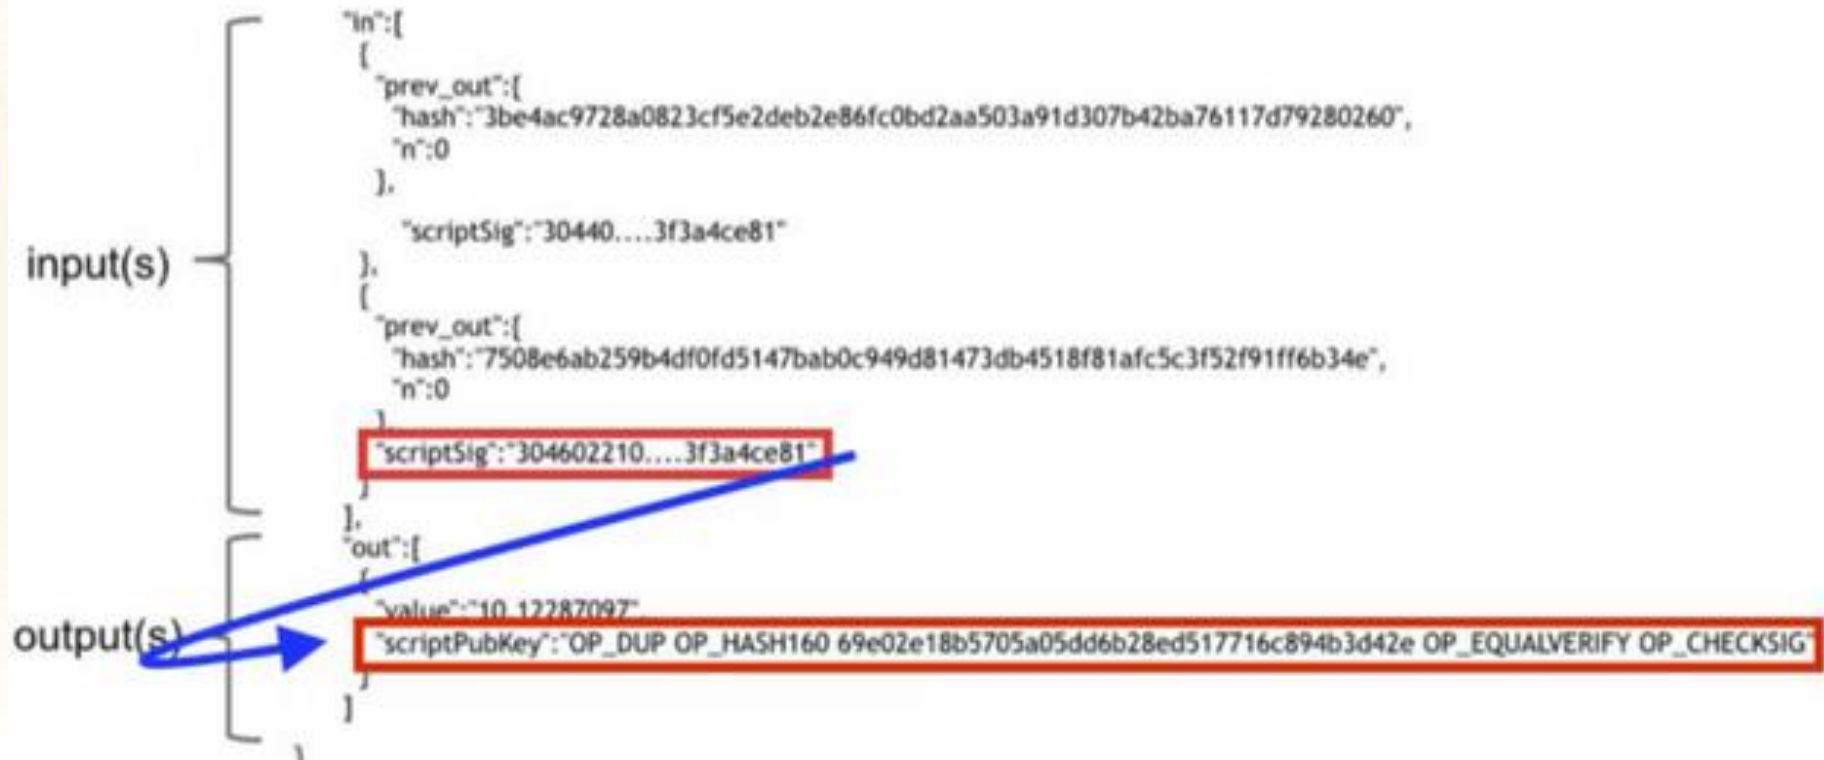 "in":[
{
"prev_out":[
"hash":"3be4ac9728a0823cf5e2deb2e86fc0bd2aa503a91d307b42ba76117d79280260",
"n":0
},
"scriptSig":"30440....3f3a4ce81"
},
{
"prev_out":[
"hash":"7508e6ab259b4df0fd5147bab0c949d81473db4518f81afc5c3f52f91ff6b34e",
"n":0
}
"scriptSig":"304602210....3f3a4ce81"
}
],
input(s)
"out":[
{
"value":"10.12287097"
"scriptPubKey":"OP_DUP OP_HASH160 69e02e18b5705a05dd6b28ed517716c894b3d42e OP_EQUALVERIFY OP_CHECKSIG"
}
]
output(s)
}